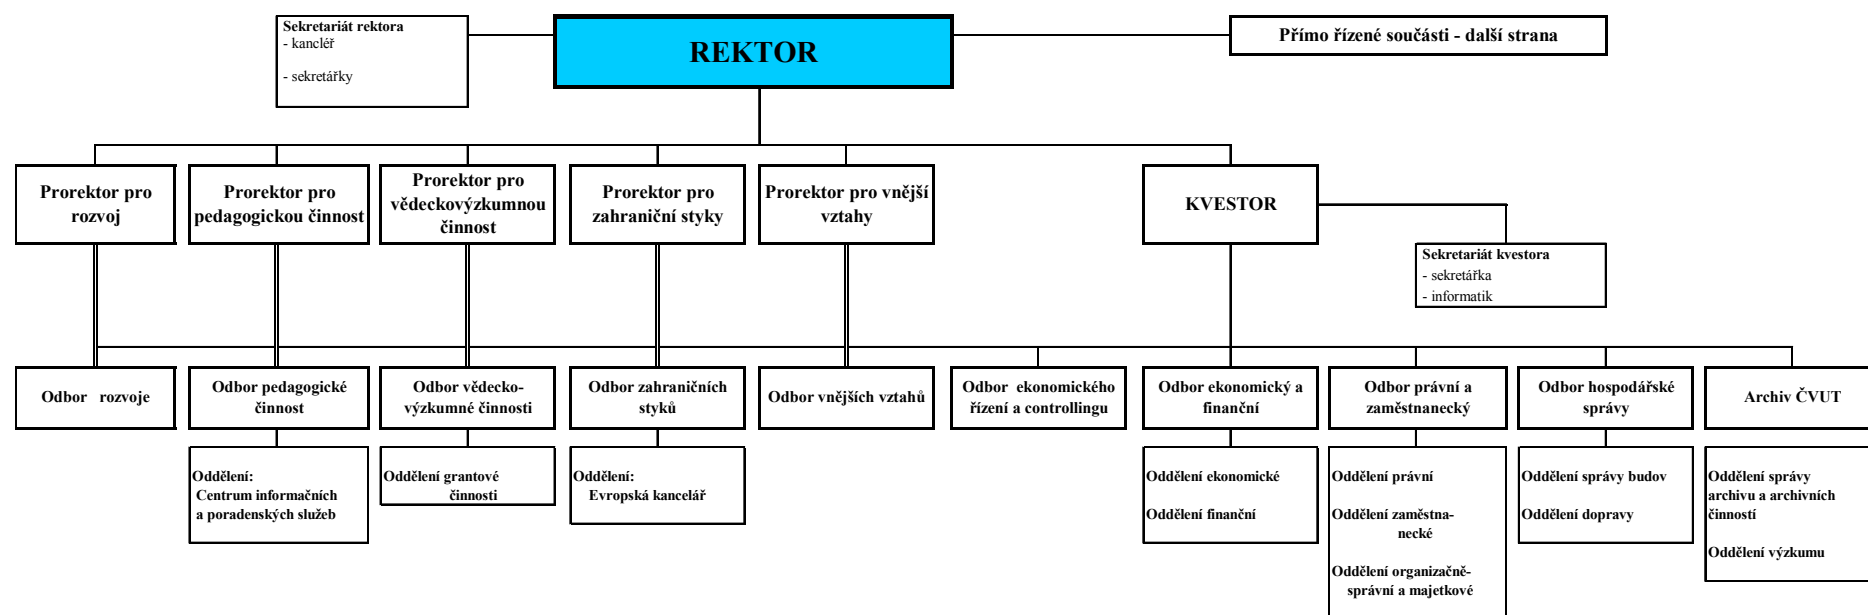 Sekretariát rektora
- kancléř
- sekretářky
REKTOR
Přímo řízené součásti - další strana
Prorektor pro
rozvoj
Prorektor pro
pedagogickou činnost
Prorektor pro
vědeckovýzkumnou
činnost
Prorektor pro
zahraniční styky
Prorektor pro vnější
vztahy
KVESTOR
Sekretariát kvestora
- sekretářka
- informatik
Odbor rozvoje
Odbor pedagogické
činnost
Odbor vědecko-
výzkumné činnosti
Odbor zahraničních
styků
Odbor vnějších vztahů
Odbor ekonomického
řízení a controllingu
Odbor ekonomický a
finanční
Odbor právní a
zaměstnanecký
Odbor hospodářské
správy
Archiv ČVUT
Oddělení:
Centrum informačních
a poradenských služeb
Oddělení grantové
činnosti
Oddělení:
Evropská kancelář
Oddělení ekonomické
Oddělení finanční
Oddělení právní
Oddělení zaměstna-
necké
Oddělení organizačně-
správní a majetkové
Oddělení správy budov
Oddělení dopravy
Oddělení správy
archivu a archivních
činností
Oddělení výzkumu